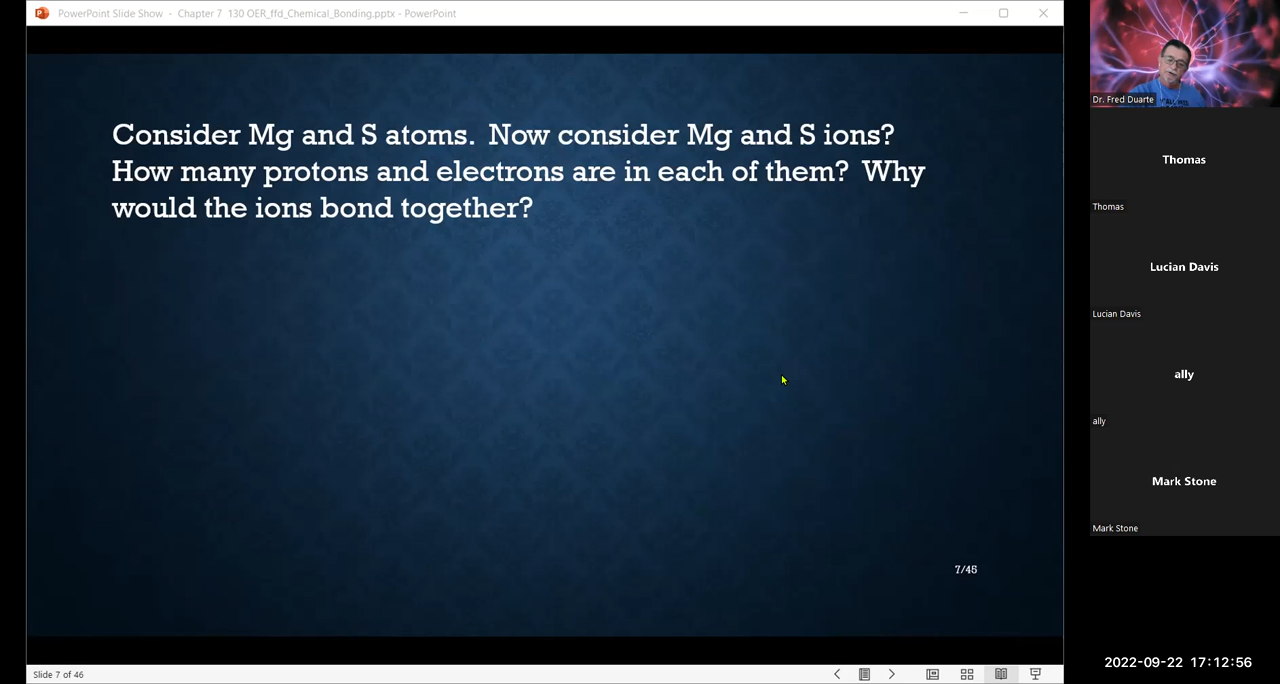 PowerPoint Slide Show - Chapter 7 130 OER_ffd_Chemical_Bonding.pptx - PowerPoint
Consider Mg and S atoms. Now consider Mg and S ions?
How many protons and electrons are in each of them? Why
would the ions bond together?
7/45
Slide 7 of 46
Dr. Fred Duarte
Thomas
Thomas
Lucian Davis
Lucian Davis
ally
ally
Mark Stone
Mark Stone
2022-09-22 17:12:56